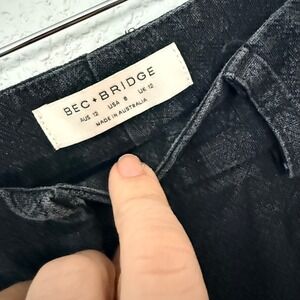 BEC + BRIDGE
AUS 12 USA 8 UK 12
MADE IN AUSTRALIA